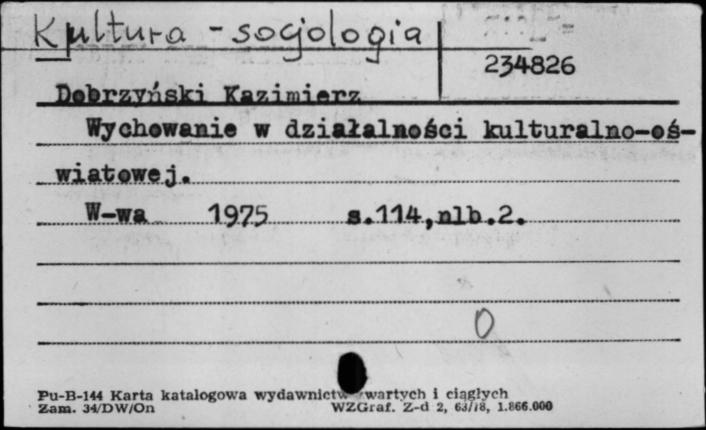 Kultura - socjologia
234826
Dobrzyński Kazimierz
Wychowanie w działalności kulturalno-oś-
wiatowej.
W-wa 1975 s.114,nlb.2.
0
Pu-B-144 Karta katalogowa wydawnictw zwartych i ciągłych
Zam. 34/DW/On WZGraf. Z-d 2, 63/78, 1.866.000